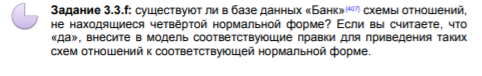 Задание 3.3.f: существуют ли в базе данных «Банк»{407} схемы отношений,
не находящиеся четвёртой нормальной форме? Если вы считаете, что
«да», внесите в модель соответствующие правки для приведения таких
схем отношений к соответствующей нормальной форме.